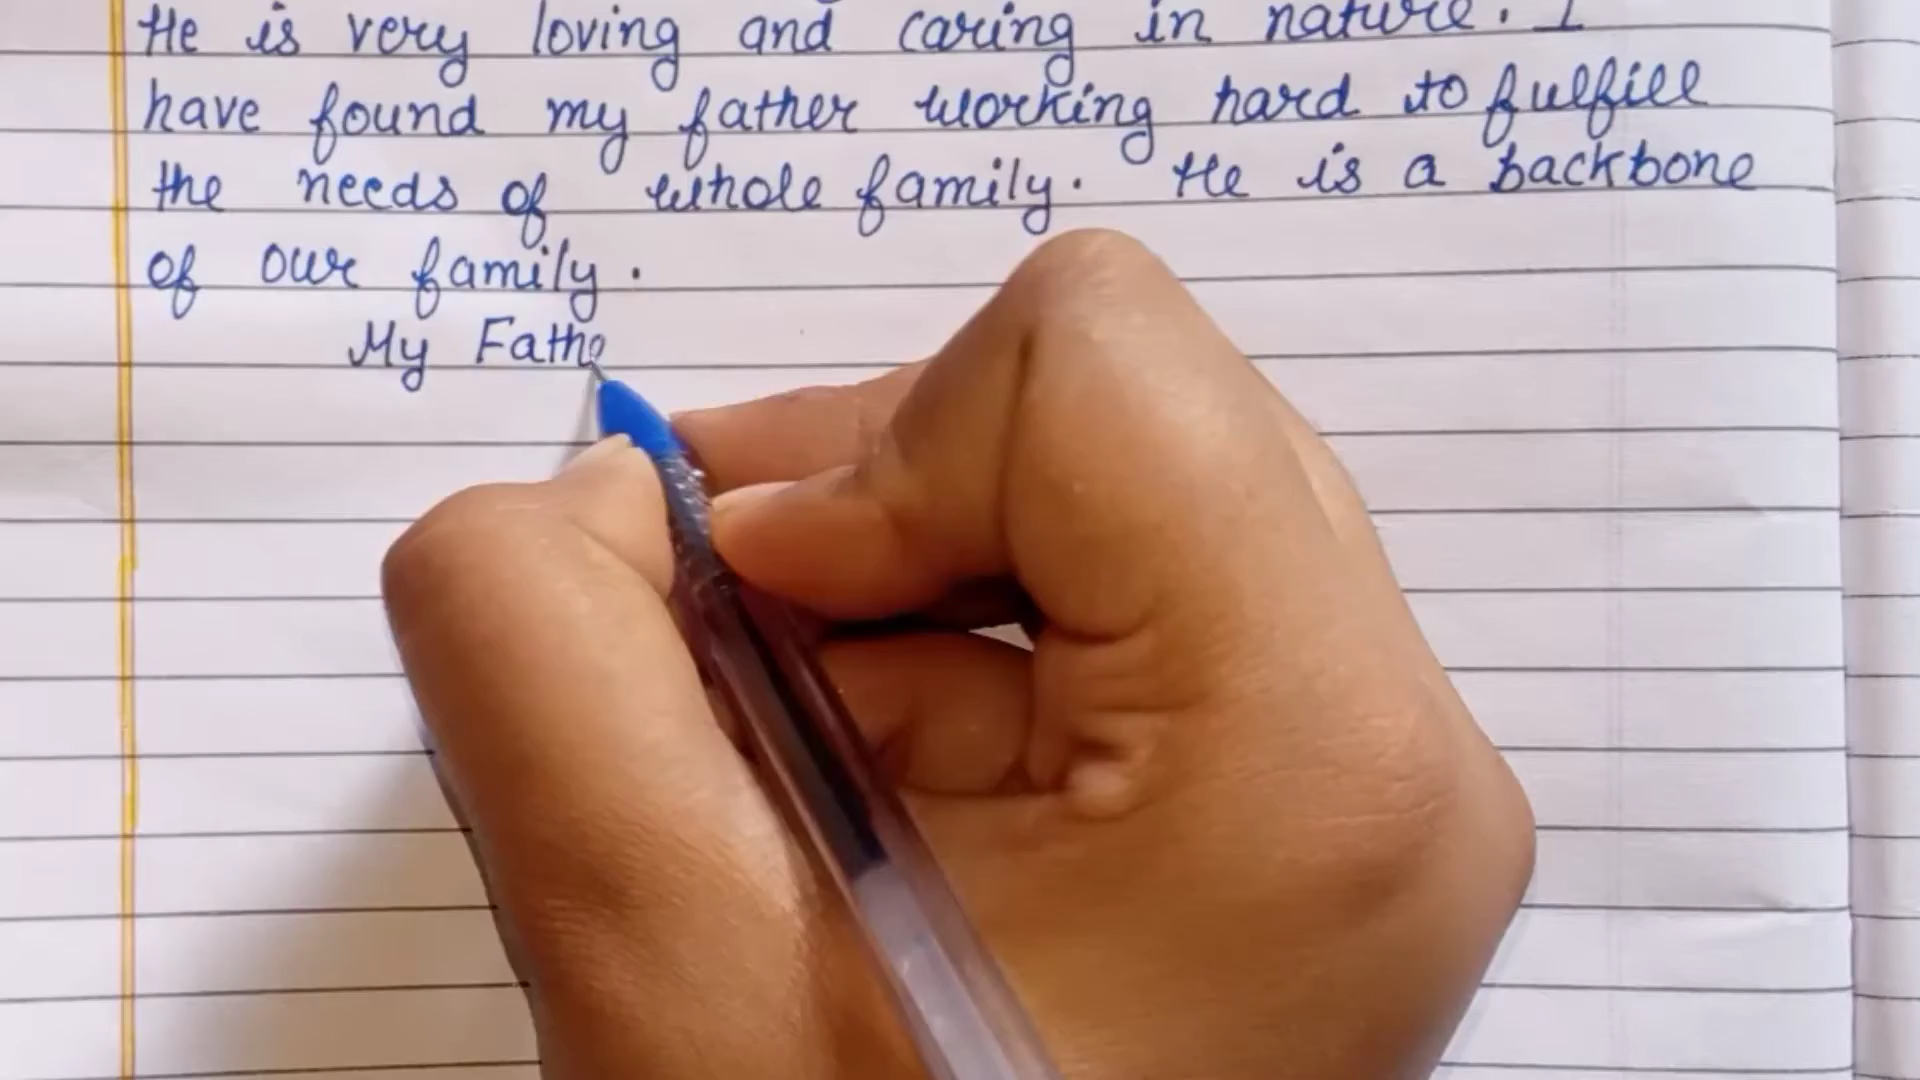 He is very loving and caring in nature. I
have found my father working hard to fulfill
the needs of whole family. He is a backbone
of our family.
My Fathe